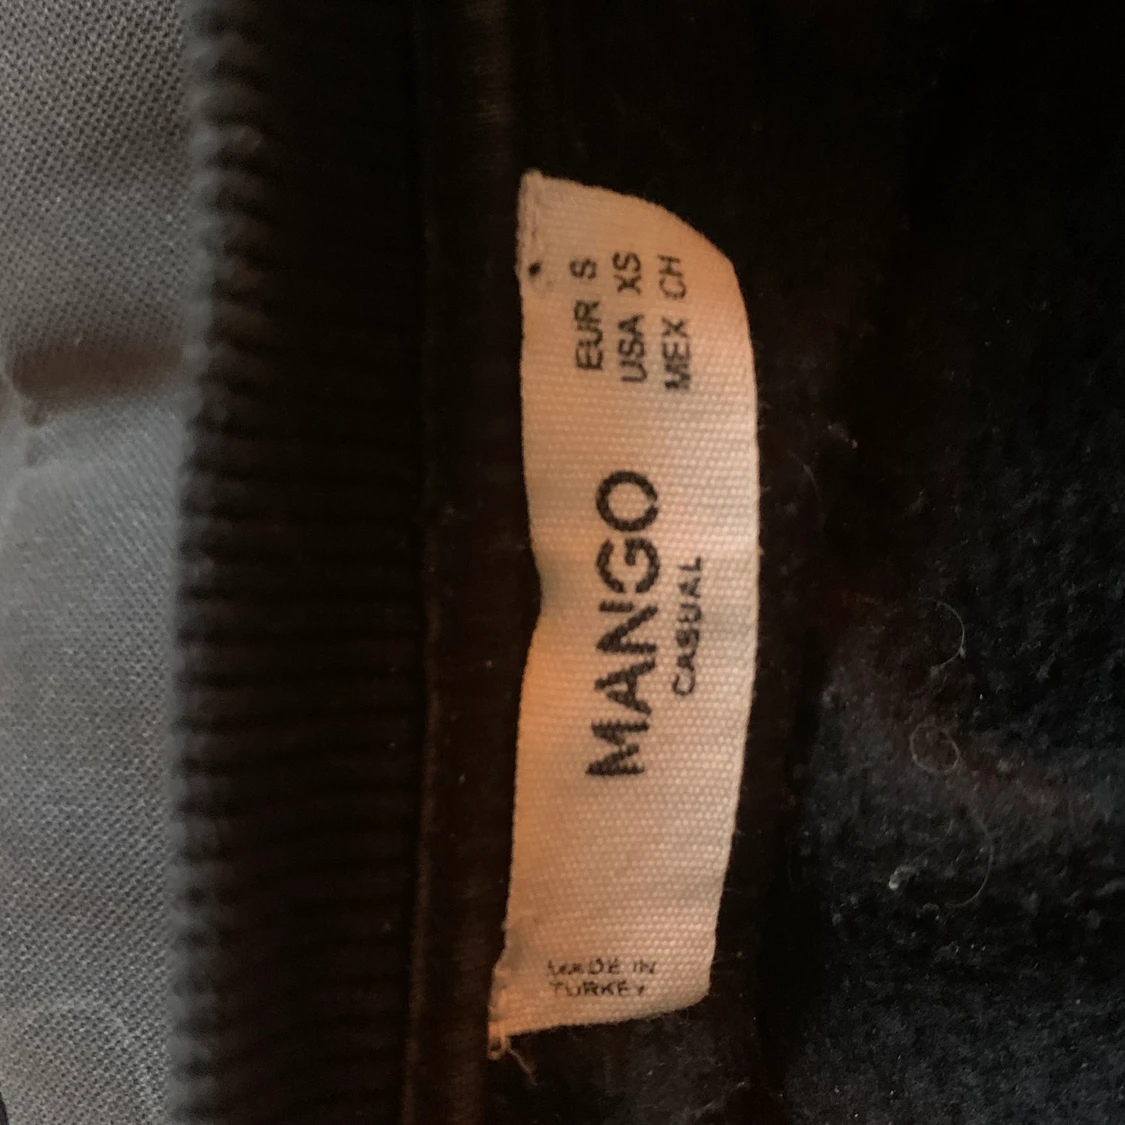 MANGO
CASUAL
EUR S
USA XS
MEX CH
MADE IN
TURKEY